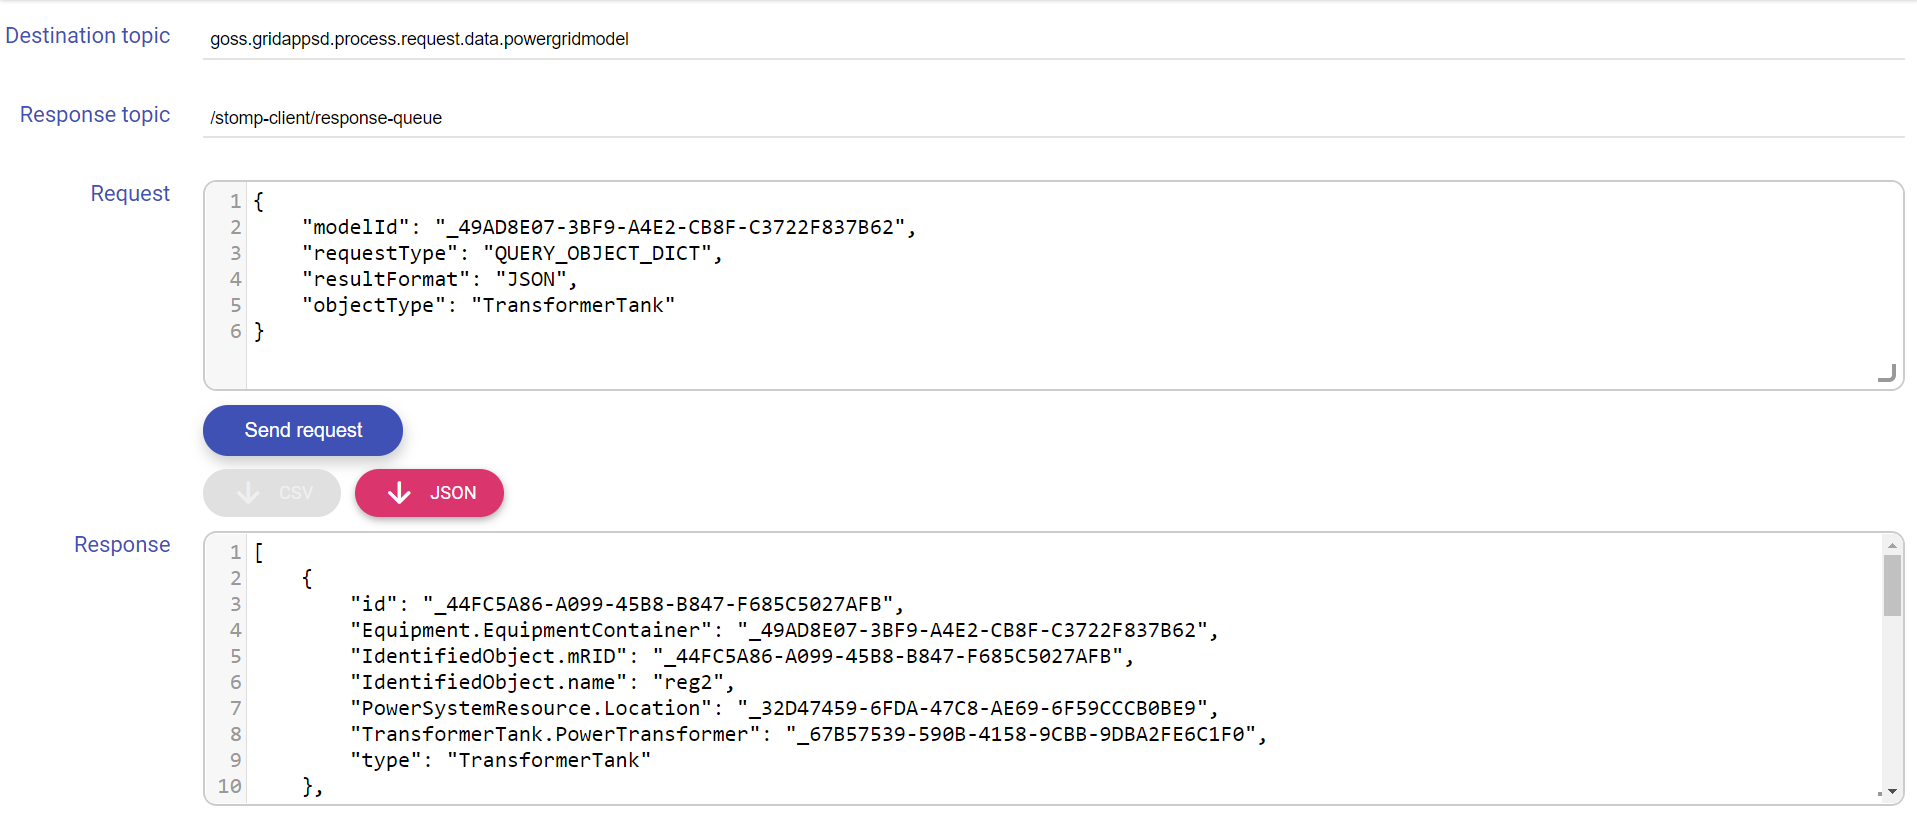 Destination topic
goss.gridappsd.process.request.data.powergridmodel
Response topic
/stomp-client/response-queue
Request
1 {
2     "modelId": "_49AD8E07-3BF9-A4E2-CB8F-C3722F837B62",
3     "requestType": "QUERY_OBJECT_DICT",
4     "resultFormat": "JSON",
5     "objectType": "TransformerTank"
6 }
Send request
CSV
JSON
Response
1 [
2     {
3         "id": "_44FC5A86-A099-45B8-B847-F685C5027AFB",
4         "Equipment.EquipmentContainer": "_49AD8E07-3BF9-A4E2-CB8F-C3722F837B62",
5         "IdentifiedObject.mRID": "_44FC5A86-A099-45B8-B847-F685C5027AFB",
6         "IdentifiedObject.name": "reg2",
7         "PowerSystemResource.Location": "_32D47459-6FDA-47C8-AE69-6F59CCCB0BE9",
8         "TransformerTank.PowerTransformer": "_67B57539-590B-4158-9CBB-9DBA2FE6C1F0",
9         "type": "TransformerTank"
10     },